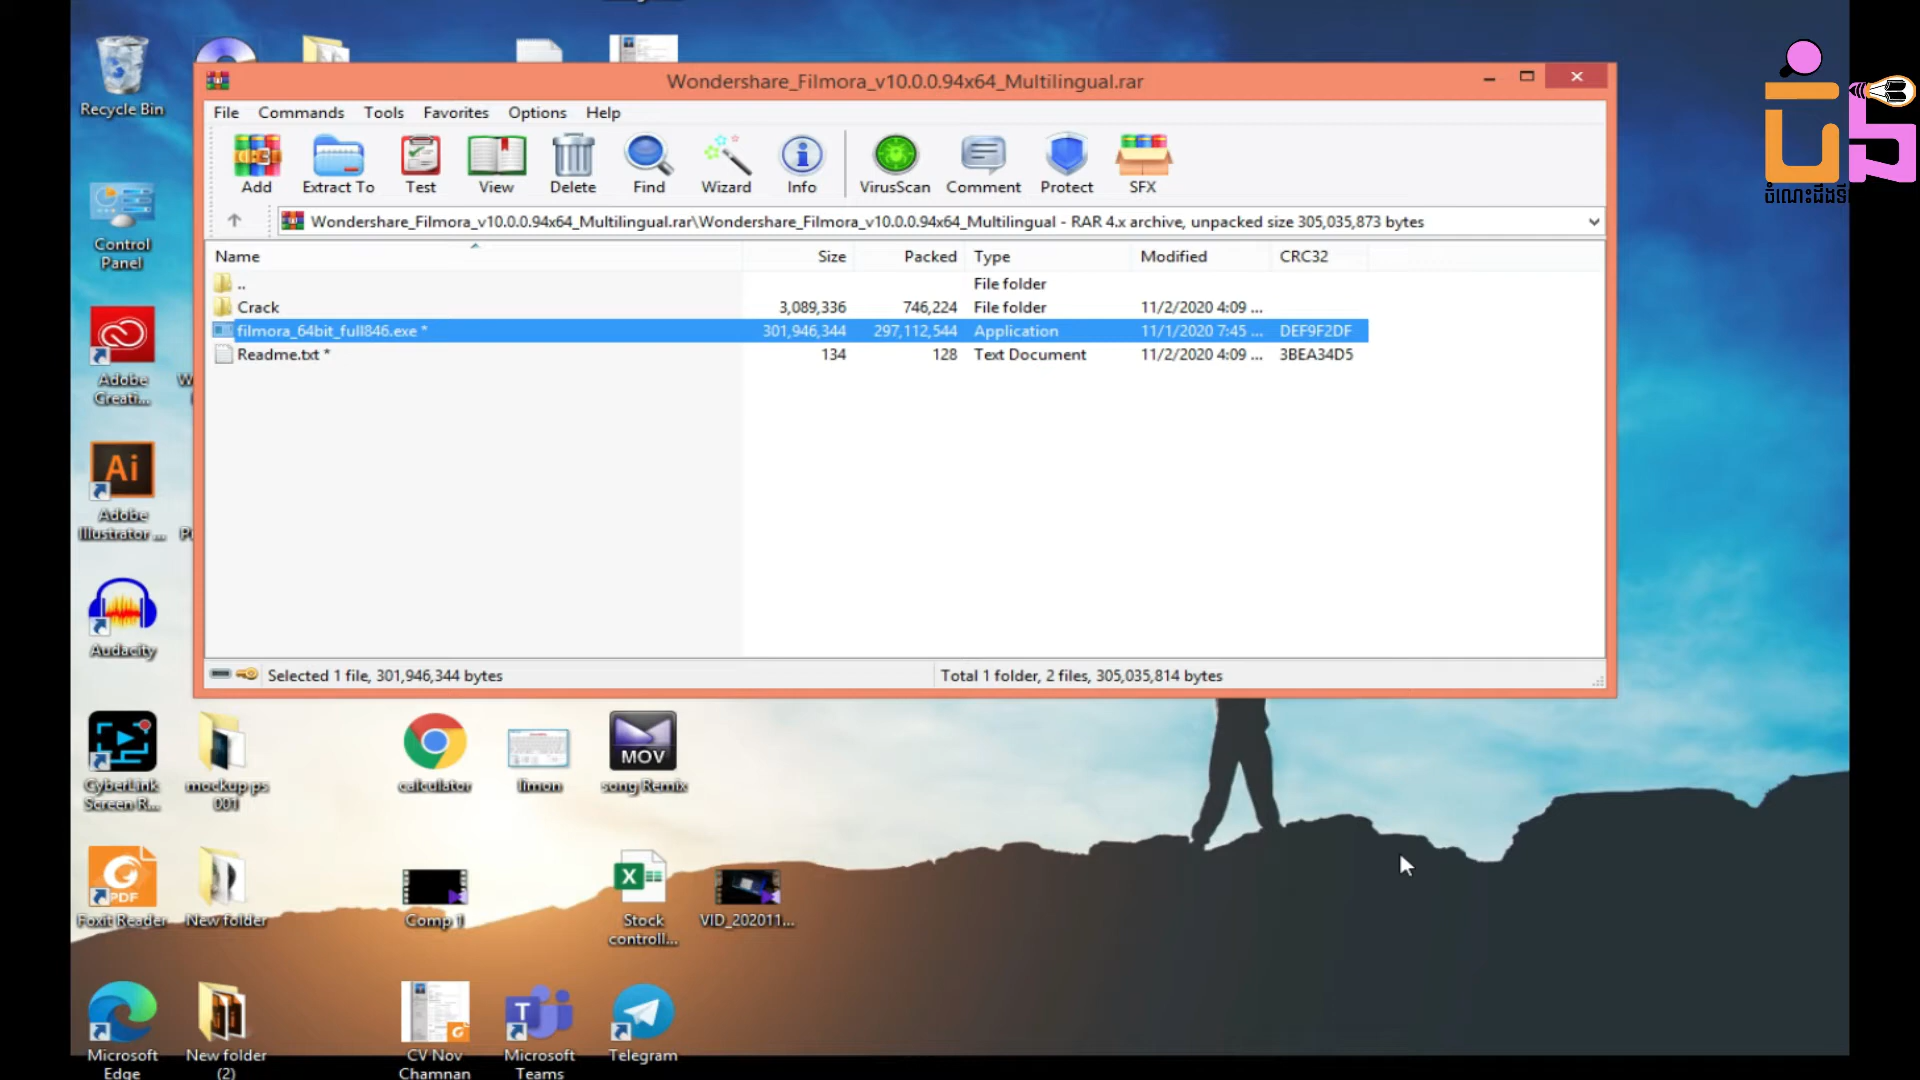 Wondershare_Filmora_v10.0.0.94x64_Multilingual.rar
File Commands Tools Favorites Options Help
Add Extract To Test View Delete Find Wizard Info VirusScan Comment Protect SFX
Wondershare_Filmora_v10.0.0.94x64_Multilingual.rar\Wondershare_Filmora_v10.0.0.94x64_Multilingual - RAR 4.x archive, unpacked size 305,035,873 bytes
Name Size Packed Type Modified CRC32
.. File folder
Crack 3,089,336 746,224 File folder 11/2/2020 4:09 ...
filmora_64bit_full846.exe * 301,946,344 297,112,544 Application 11/1/2020 7:45 ... DEF9F2DF
Readme.txt * 134 128 Text Document 11/2/2020 4:09 ... 3BEA34D5
Selected 1 file, 301,946,344 bytes
Total 1 folder, 2 files, 305,035,814 bytes
Recycle Bin
Control
Panel
Adobe
Creati...
Ai
Adobe
Illustrator ...
Audacity
CyberLink
Screen R...
mockup ps
001
calculator
limon
MOV
song Remix
PDF
Foxit Reader
New folder
Comp 1
X
Stock
controll...
VID_202011...
Microsoft
Edge
New folder
(2)
CV Nov
Chamnan
T
Microsoft
Teams
Telegram
ចំណេះដឹងទី